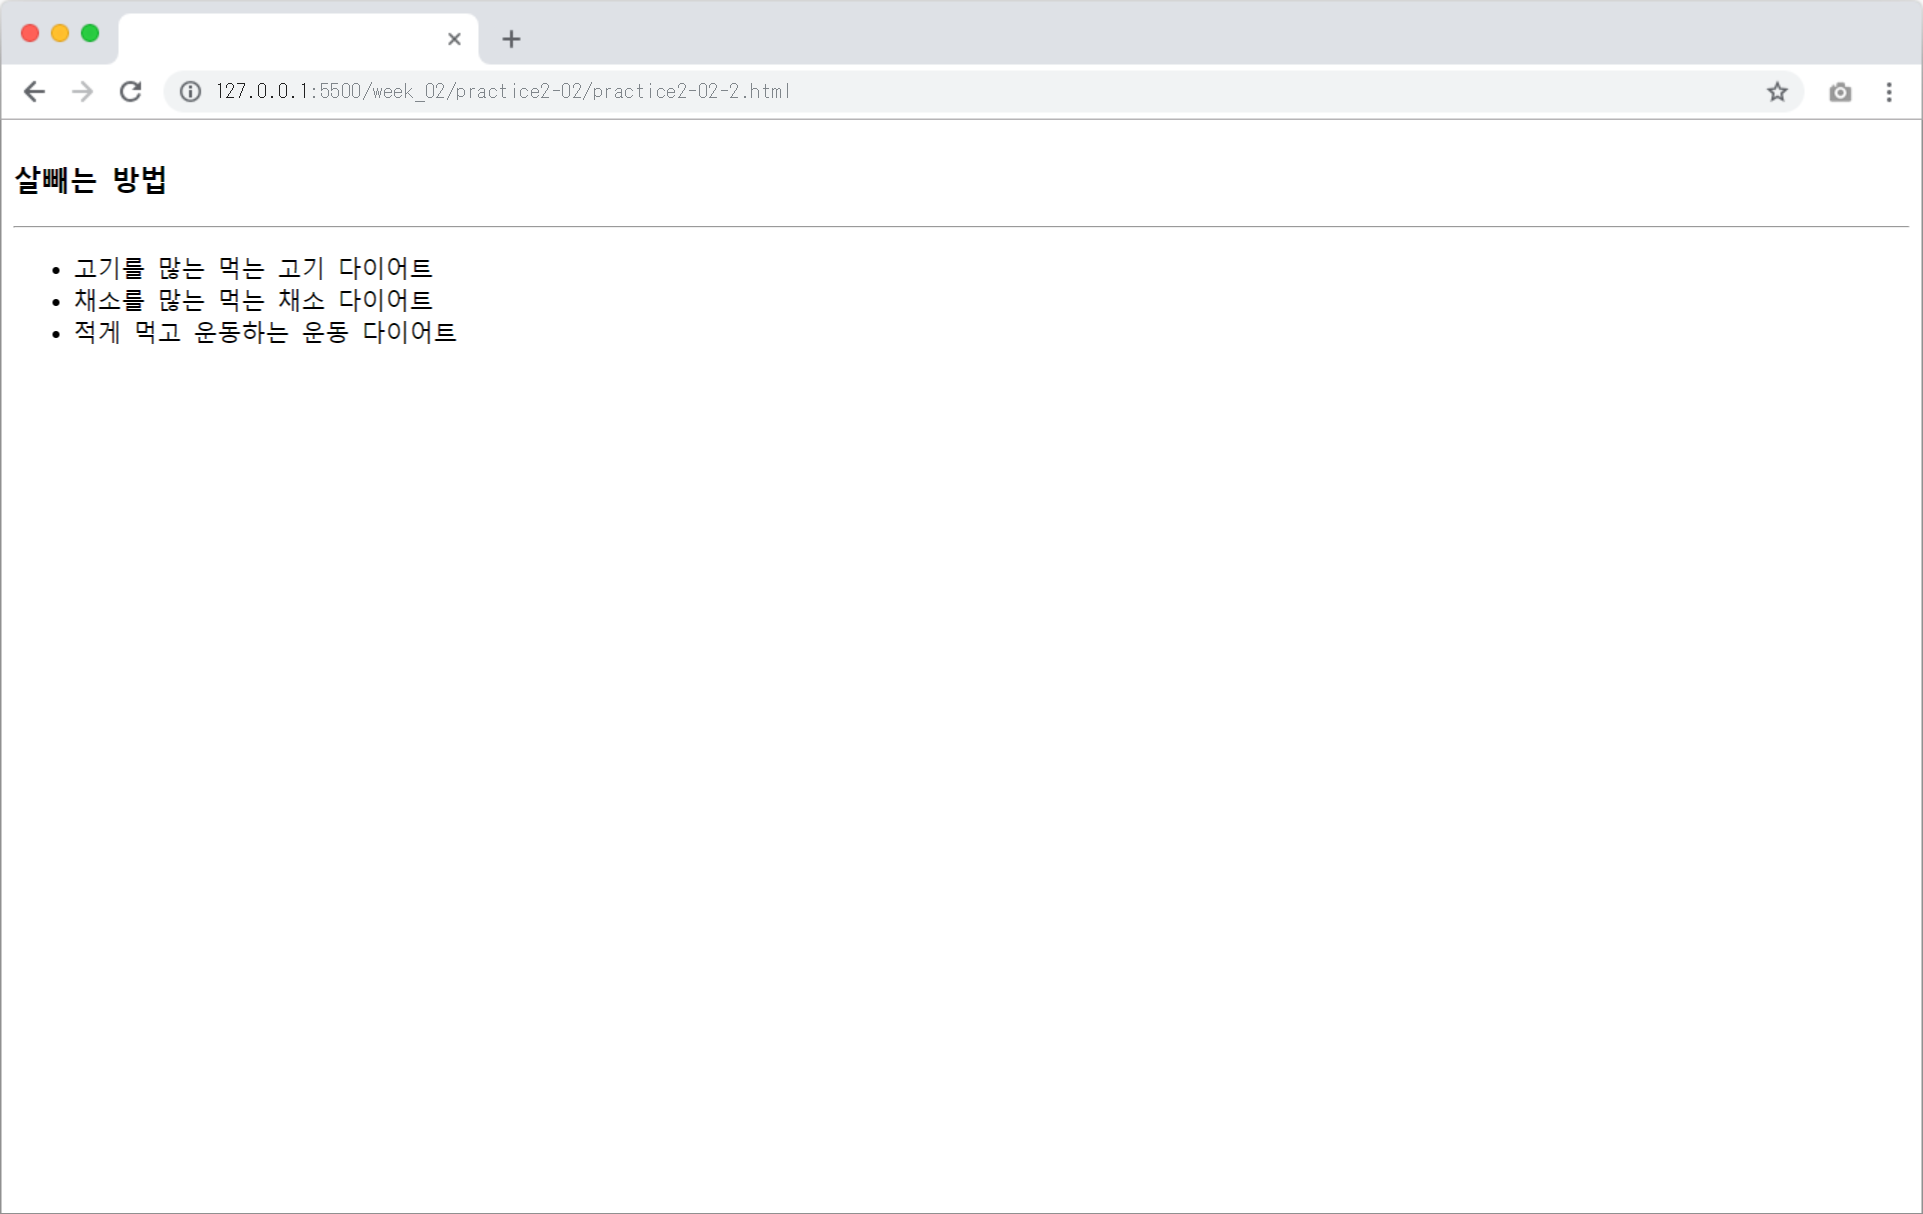 127.0.0.1:5500/week_02/practice2-02/practice2-02-2.html
살빼는 방법
고기를 많는 먹는 고기 다이어트
채소를 많는 먹는 채소 다이어트
적게 먹고 운동하는 운동 다이어트